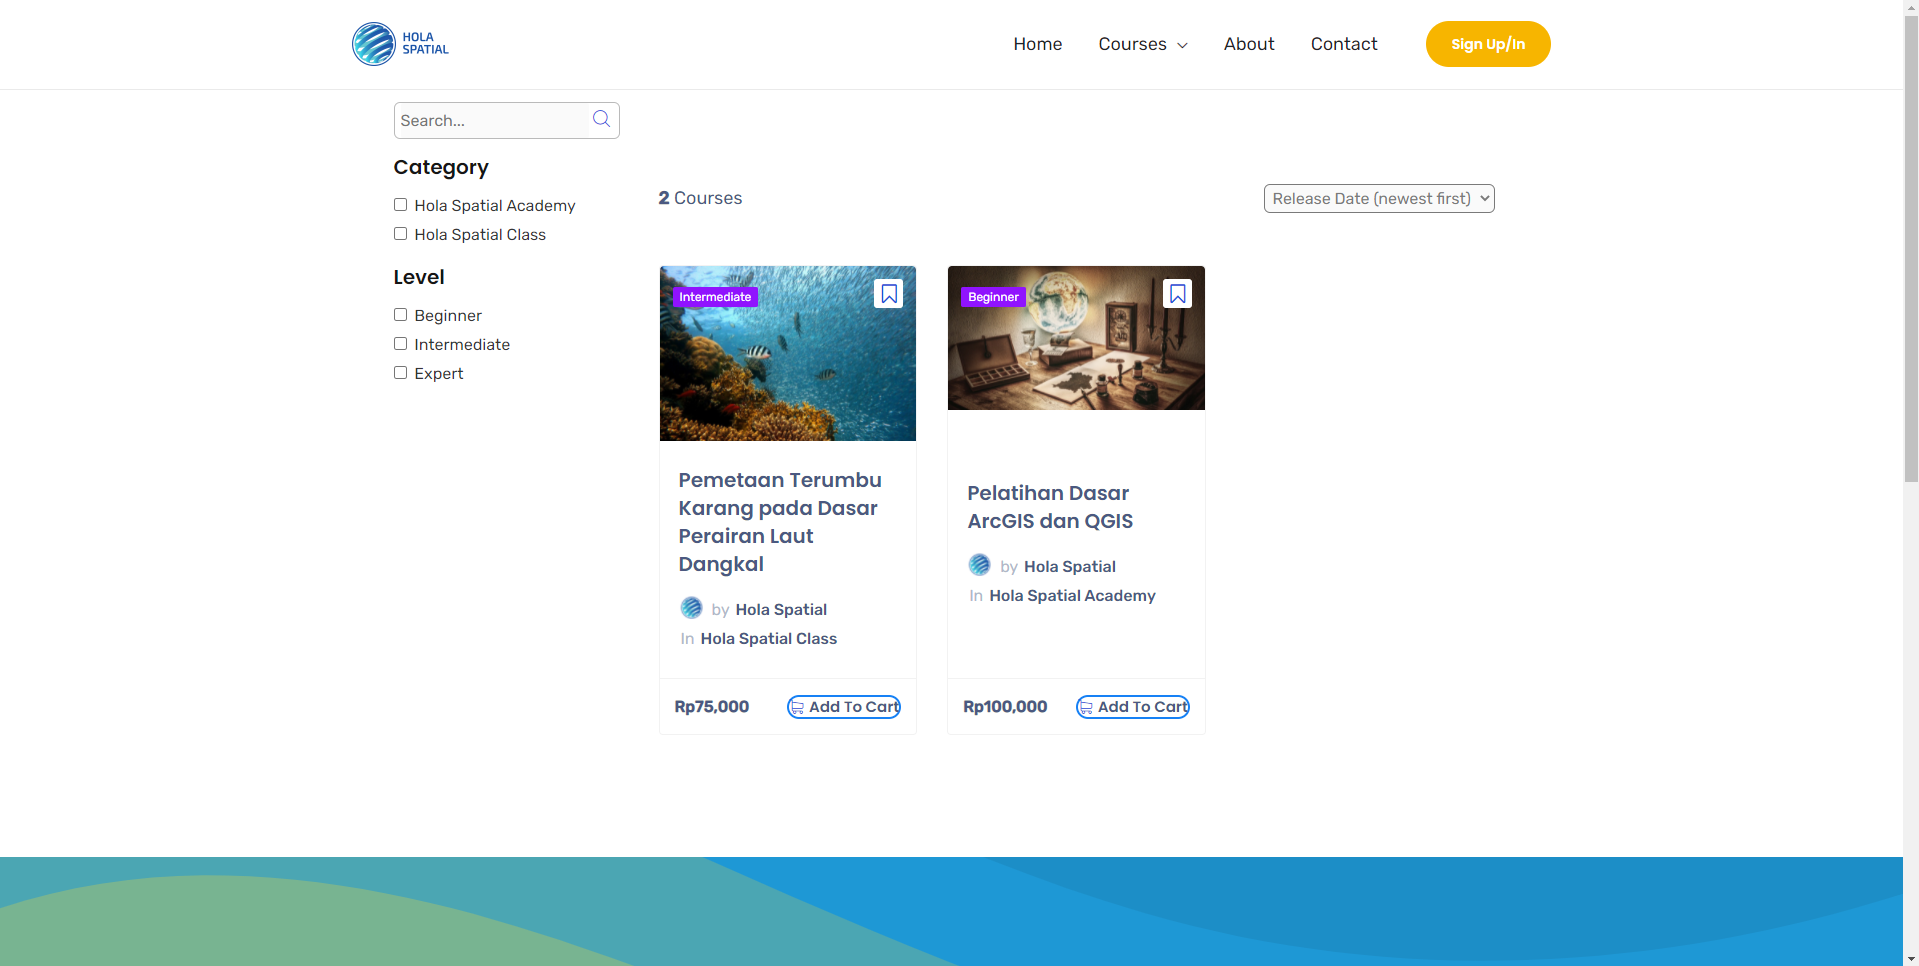 HOLA
SPATIAL
Home
Courses
About
Contact
Sign Up/In
Search...
Category
Hola Spatial Academy
Hola Spatial Class
Level
Beginner
Intermediate
Expert
2 Courses
Release Date (newest first)
Intermediate
Pemetaan Terumbu
Karang pada Dasar
Perairan Laut
Dangkal
by Hola Spatial
In Hola Spatial Class
Rp75,000
Add To Cart
Beginner
Pelatihan Dasar
ArcGIS dan QGIS
by Hola Spatial
In Hola Spatial Academy
Rp100,000
Add To Cart